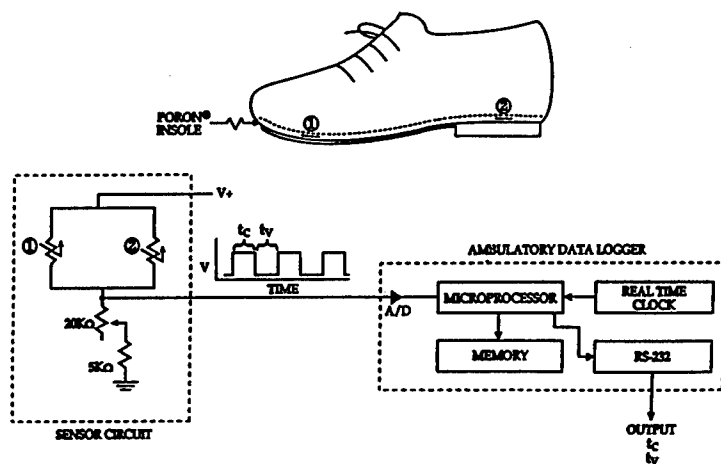 PORON®
INSOLE
①
②
V+
①
②
tC tV
V
TIME
20KΩ
5KΩ
SENSOR CIRCUIT
AMBULATORY DATA LOGGER
A/D
MICROPROCESSOR
REAL TIME
CLOCK
MEMORY
RS-232
OUTPUT
tC
tV